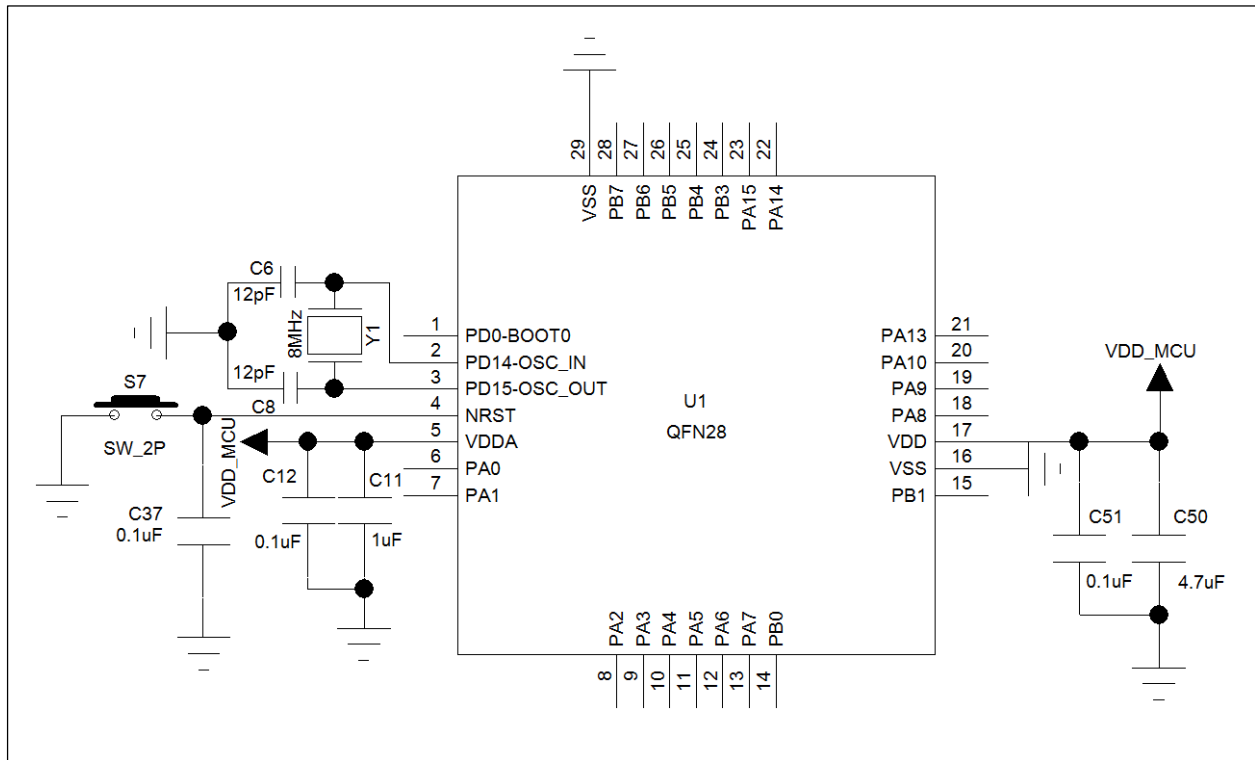 29
28
27
26
25
24
23
22
VSS
PB7
PB6
PB5
PB4
PB3
PA15
PA14
C6
12pF
8MHz
Y1
12pF
C8
1
PD0-BOOT0
2
PD14-OSC_IN
3
PD15-OSC_OUT
4
NRST
5
VDDA
6
PA0
7
PA1
S7
SW_2P
VDD_MCU
C37
0.1uF
C12
0.1uF
C11
1uF
U1
QFN28
PA13
21
PA10
20
PA9
19
PA8
18
VDD
17
VSS
16
PB1
15
VDD_MCU
C51
0.1uF
C50
4.7uF
PA2
PA3
PA4
PA5
PA6
PA7
PB0
8
9
10
11
12
13
14